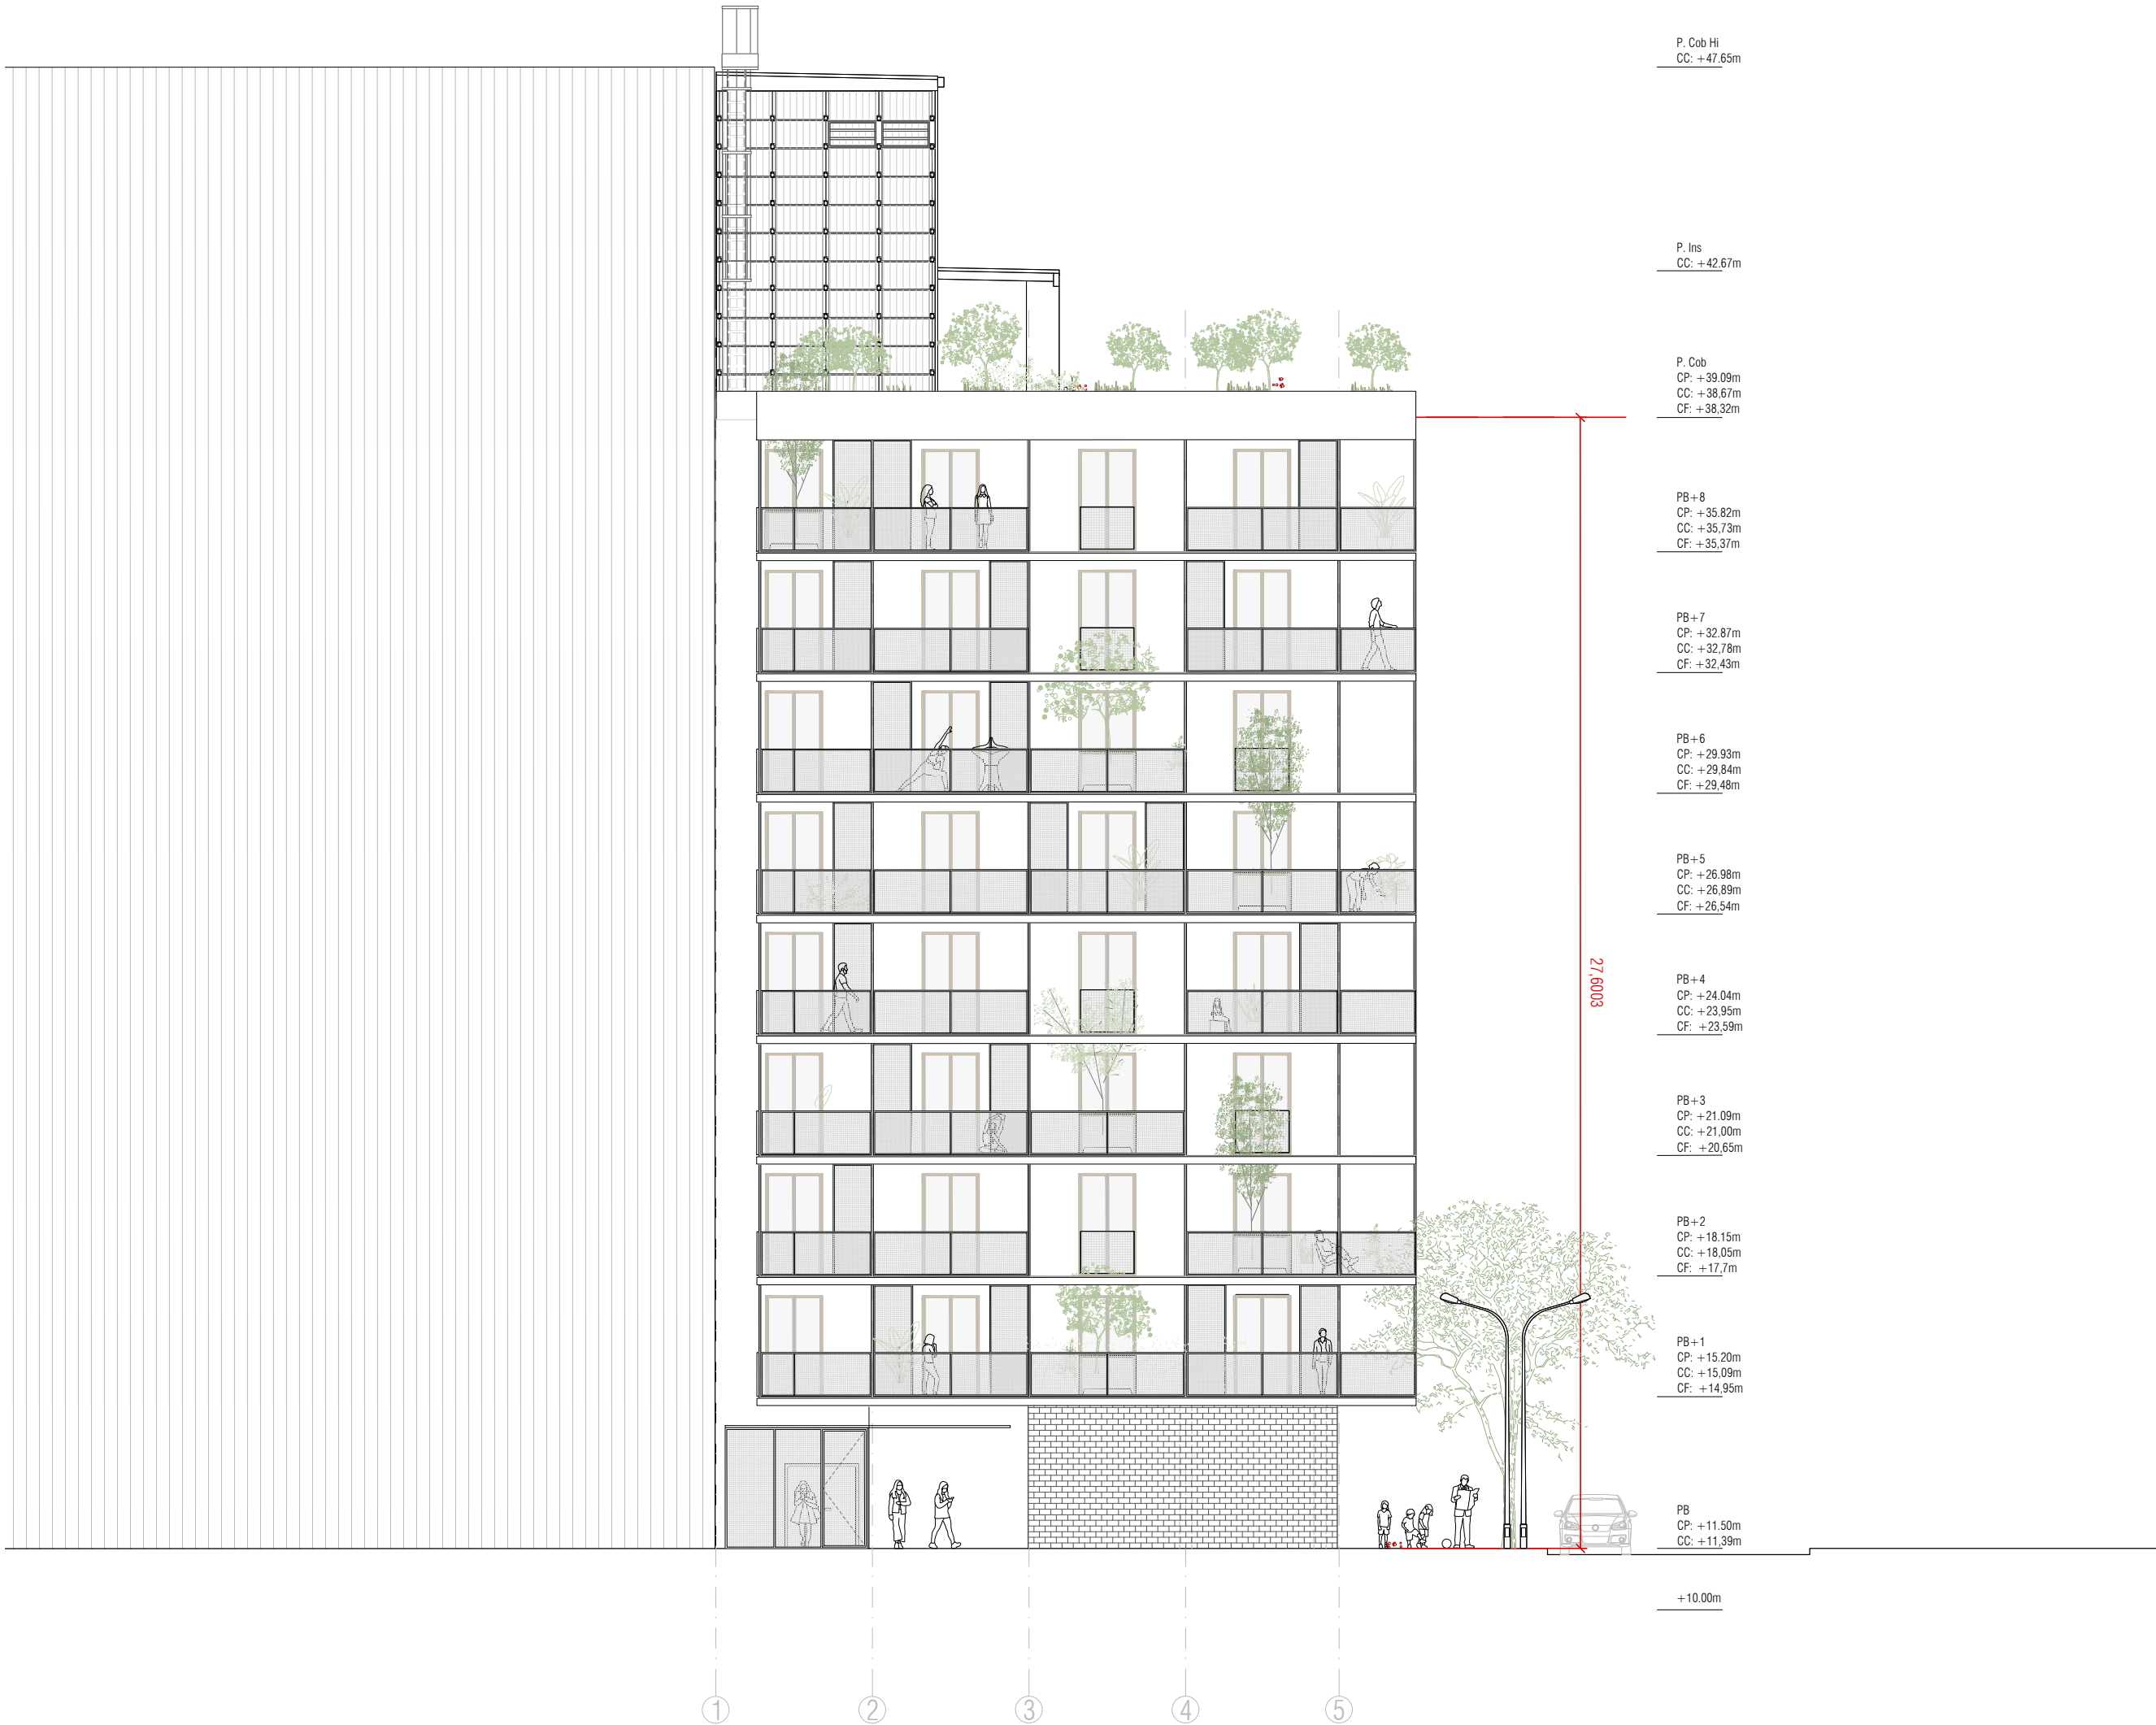 P. Cob Hi
CC: +47.65m
P. Ins
CC: +42.67m
P. Cob
CP: +39.09m
CC: +38,67m
CF: +38,32m
PB+8
CP: +35.82m
CC: +35,73m
CF: +35,37m
PB+7
CP: +32.87m
CC: +32,78m
CF: +32,43m
PB+6
CP: +29.93m
CC: +29,84m
CF: +29,48m
PB+5
CP: +26.98m
CC: +26,89m
CF: +26,54m
27,6003
PB+4
CP: +24.04m
CC: +23,95m
CF: +23,59m
PB+3
CP: +21.09m
CC: +21,00m
CF: +20,65m
PB+2
CP: +18.15m
CC: +18,05m
CF: +17,7m
PB+1
CP: +15.20m
CC: +15,09m
CF: +14,95m
PB
CP: +11.50m
CC: +11,39m
+10.00m
1 2 3 4 5